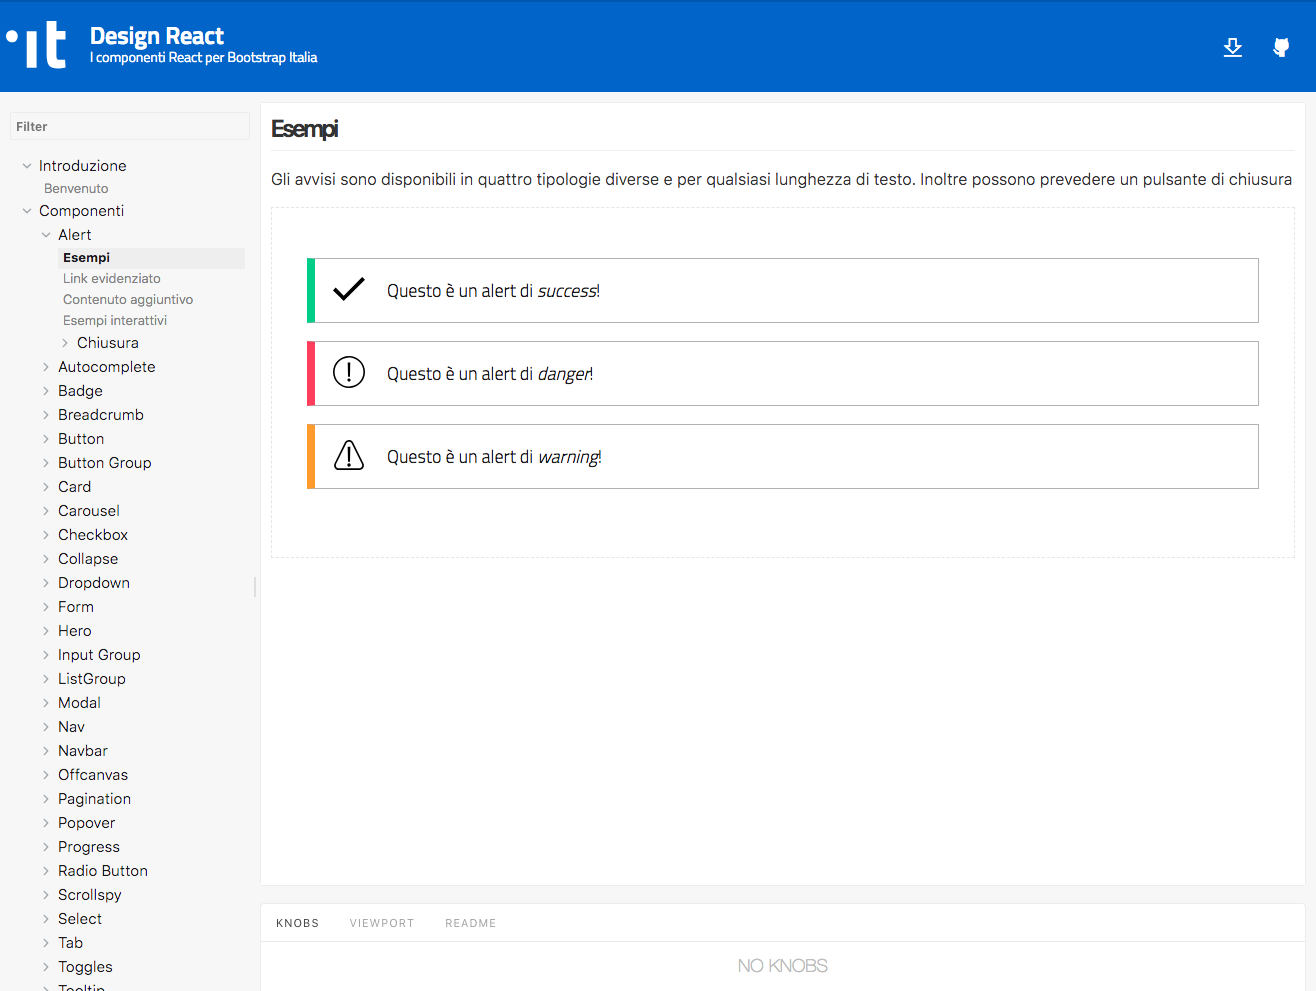 it
Design React
I componenti React per Bootstrap Italia
Filter
Introduzione
Benvenuto
Componenti
Alert
Esempi
Link evidenziato
Contenuto aggiuntivo
Esempi interattivi
Chiusura
Autocomplete
Badge
Breadcrumb
Button
Button Group
Card
Carousel
Checkbox
Collapse
Dropdown
Form
Hero
Input Group
ListGroup
Modal
Nav
Navbar
Offcanvas
Pagination
Popover
Progress
Radio Button
Scrollspy
Select
Tab
Toggles
Tooltip
Esempi
Gli avvisi sono disponibili in quattro tipologie diverse e per qualsiasi lunghezza di testo. Inoltre possono prevedere un pulsante di chiusura
Questo è un alert di success!
Questo è un alert di danger!
Questo è un alert di warning!
KNOBS VIEWPORT README
NO KNOBS